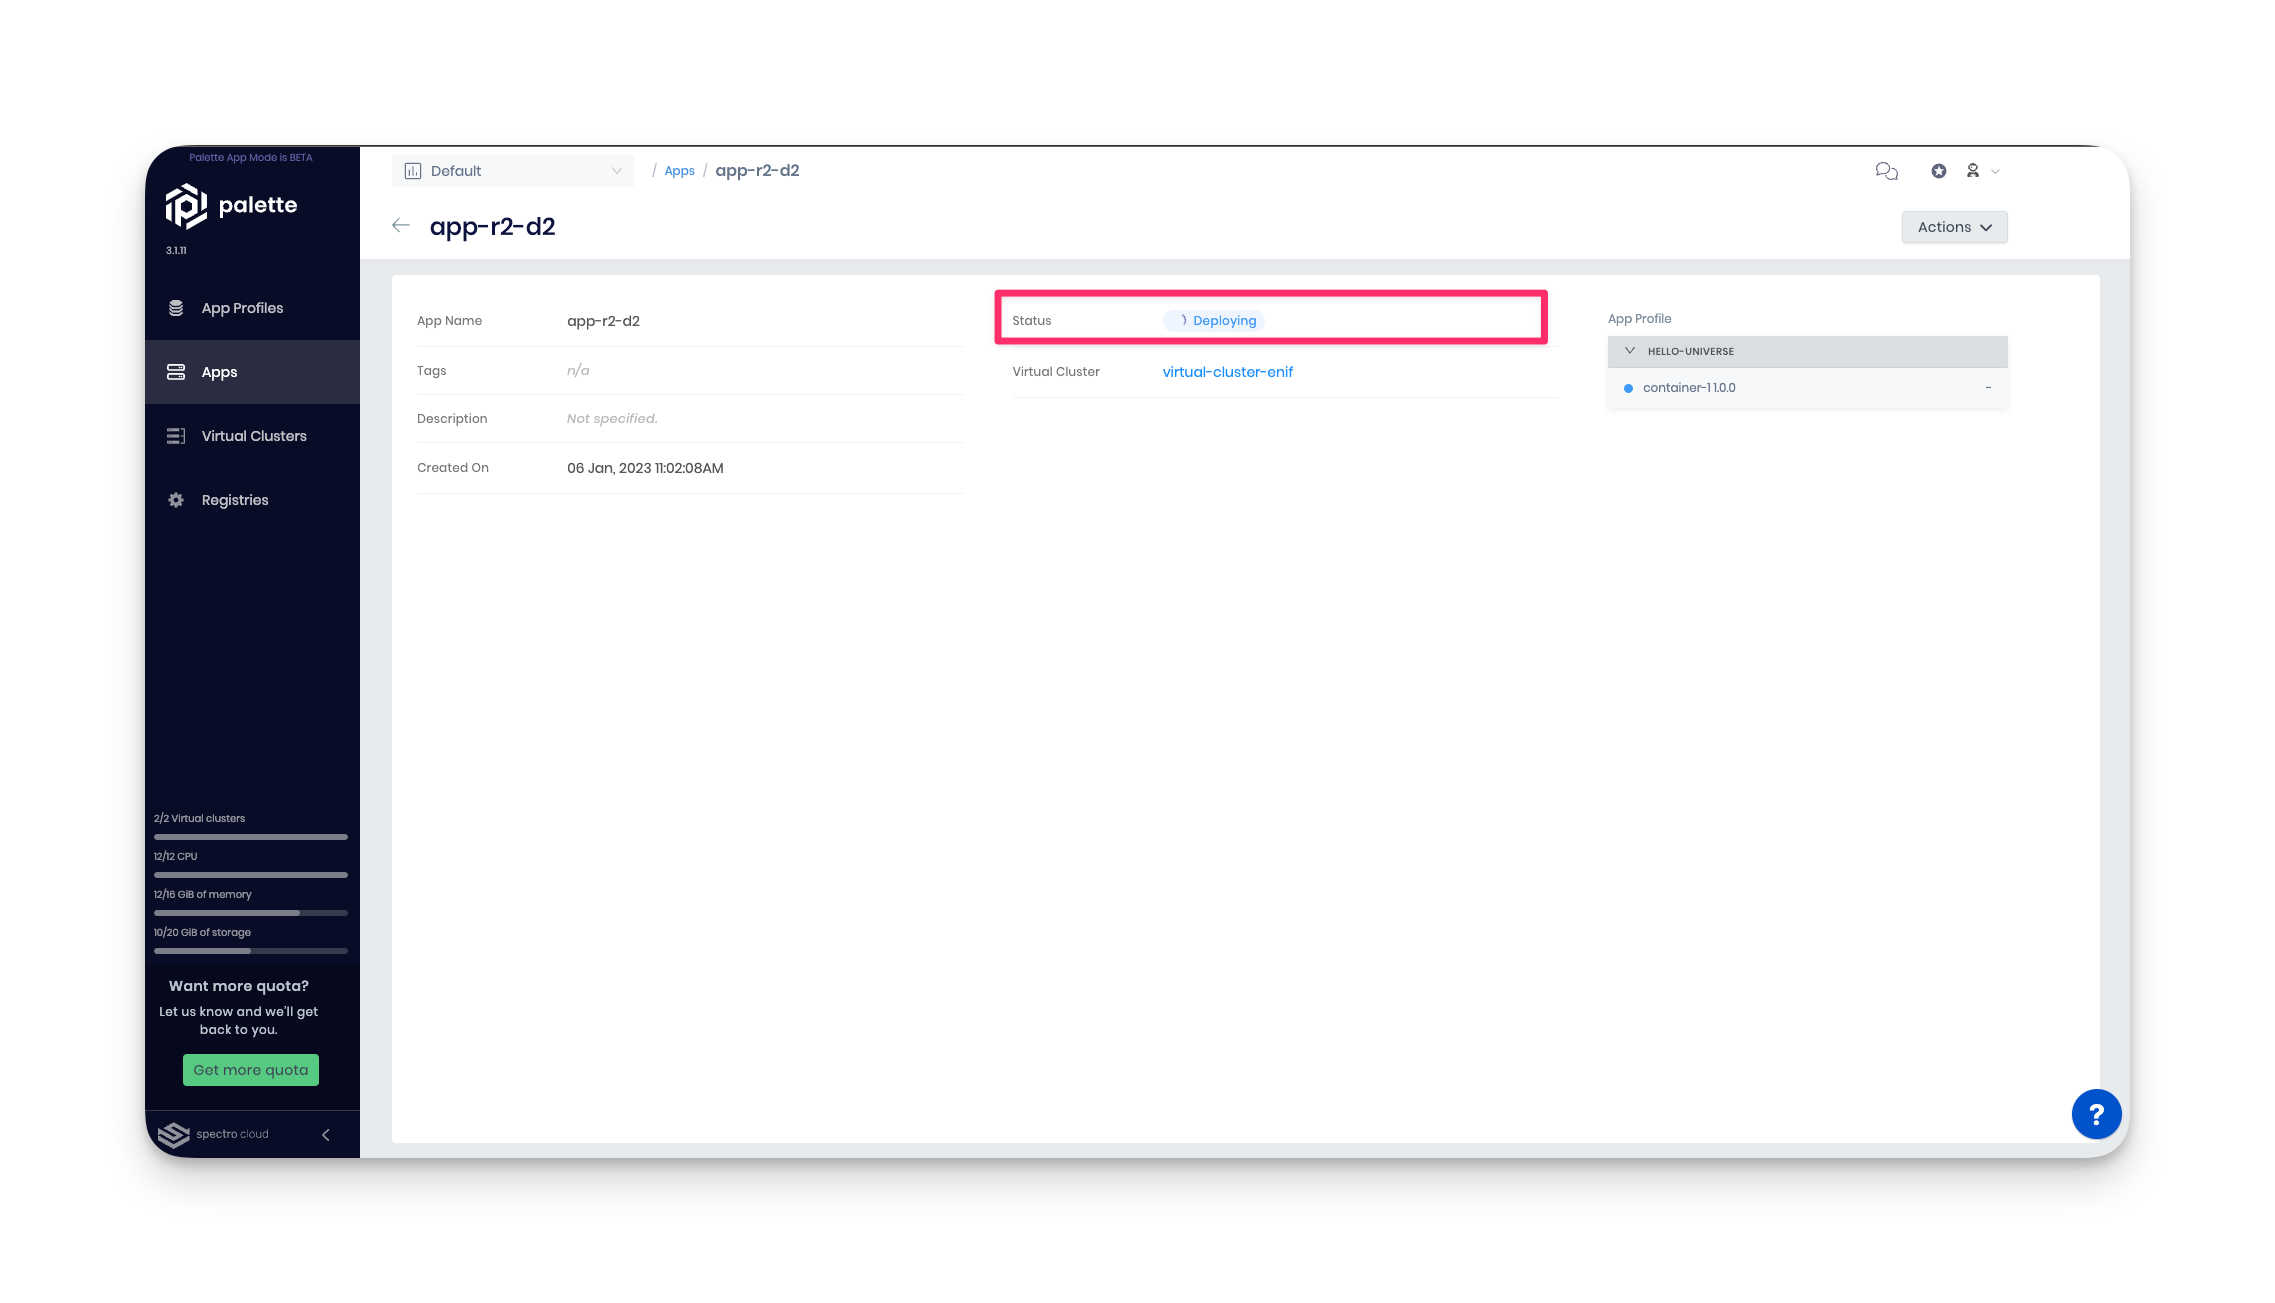 Palette App Mode is BETA
palette
3.1.11
App Profiles
Apps
Virtual Clusters
Registries
2/2 Virtual clusters
12/12 CPU
12/16 GiB of memory
10/20 GiB of storage
Want more quota?
Let us know and we'll get
back to you.
Get more quota
spectro cloud
Default / Apps / app-r2-d2
app-r2-d2
Actions
App Name app-r2-d2
Tags n/a
Description Not specified.
Created On 06 Jan, 2023 11:02:08AM
Status Deploying
Virtual Cluster virtual-cluster-enif
App Profile
HELLO-UNIVERSE
container-1 1.0.0 -
?